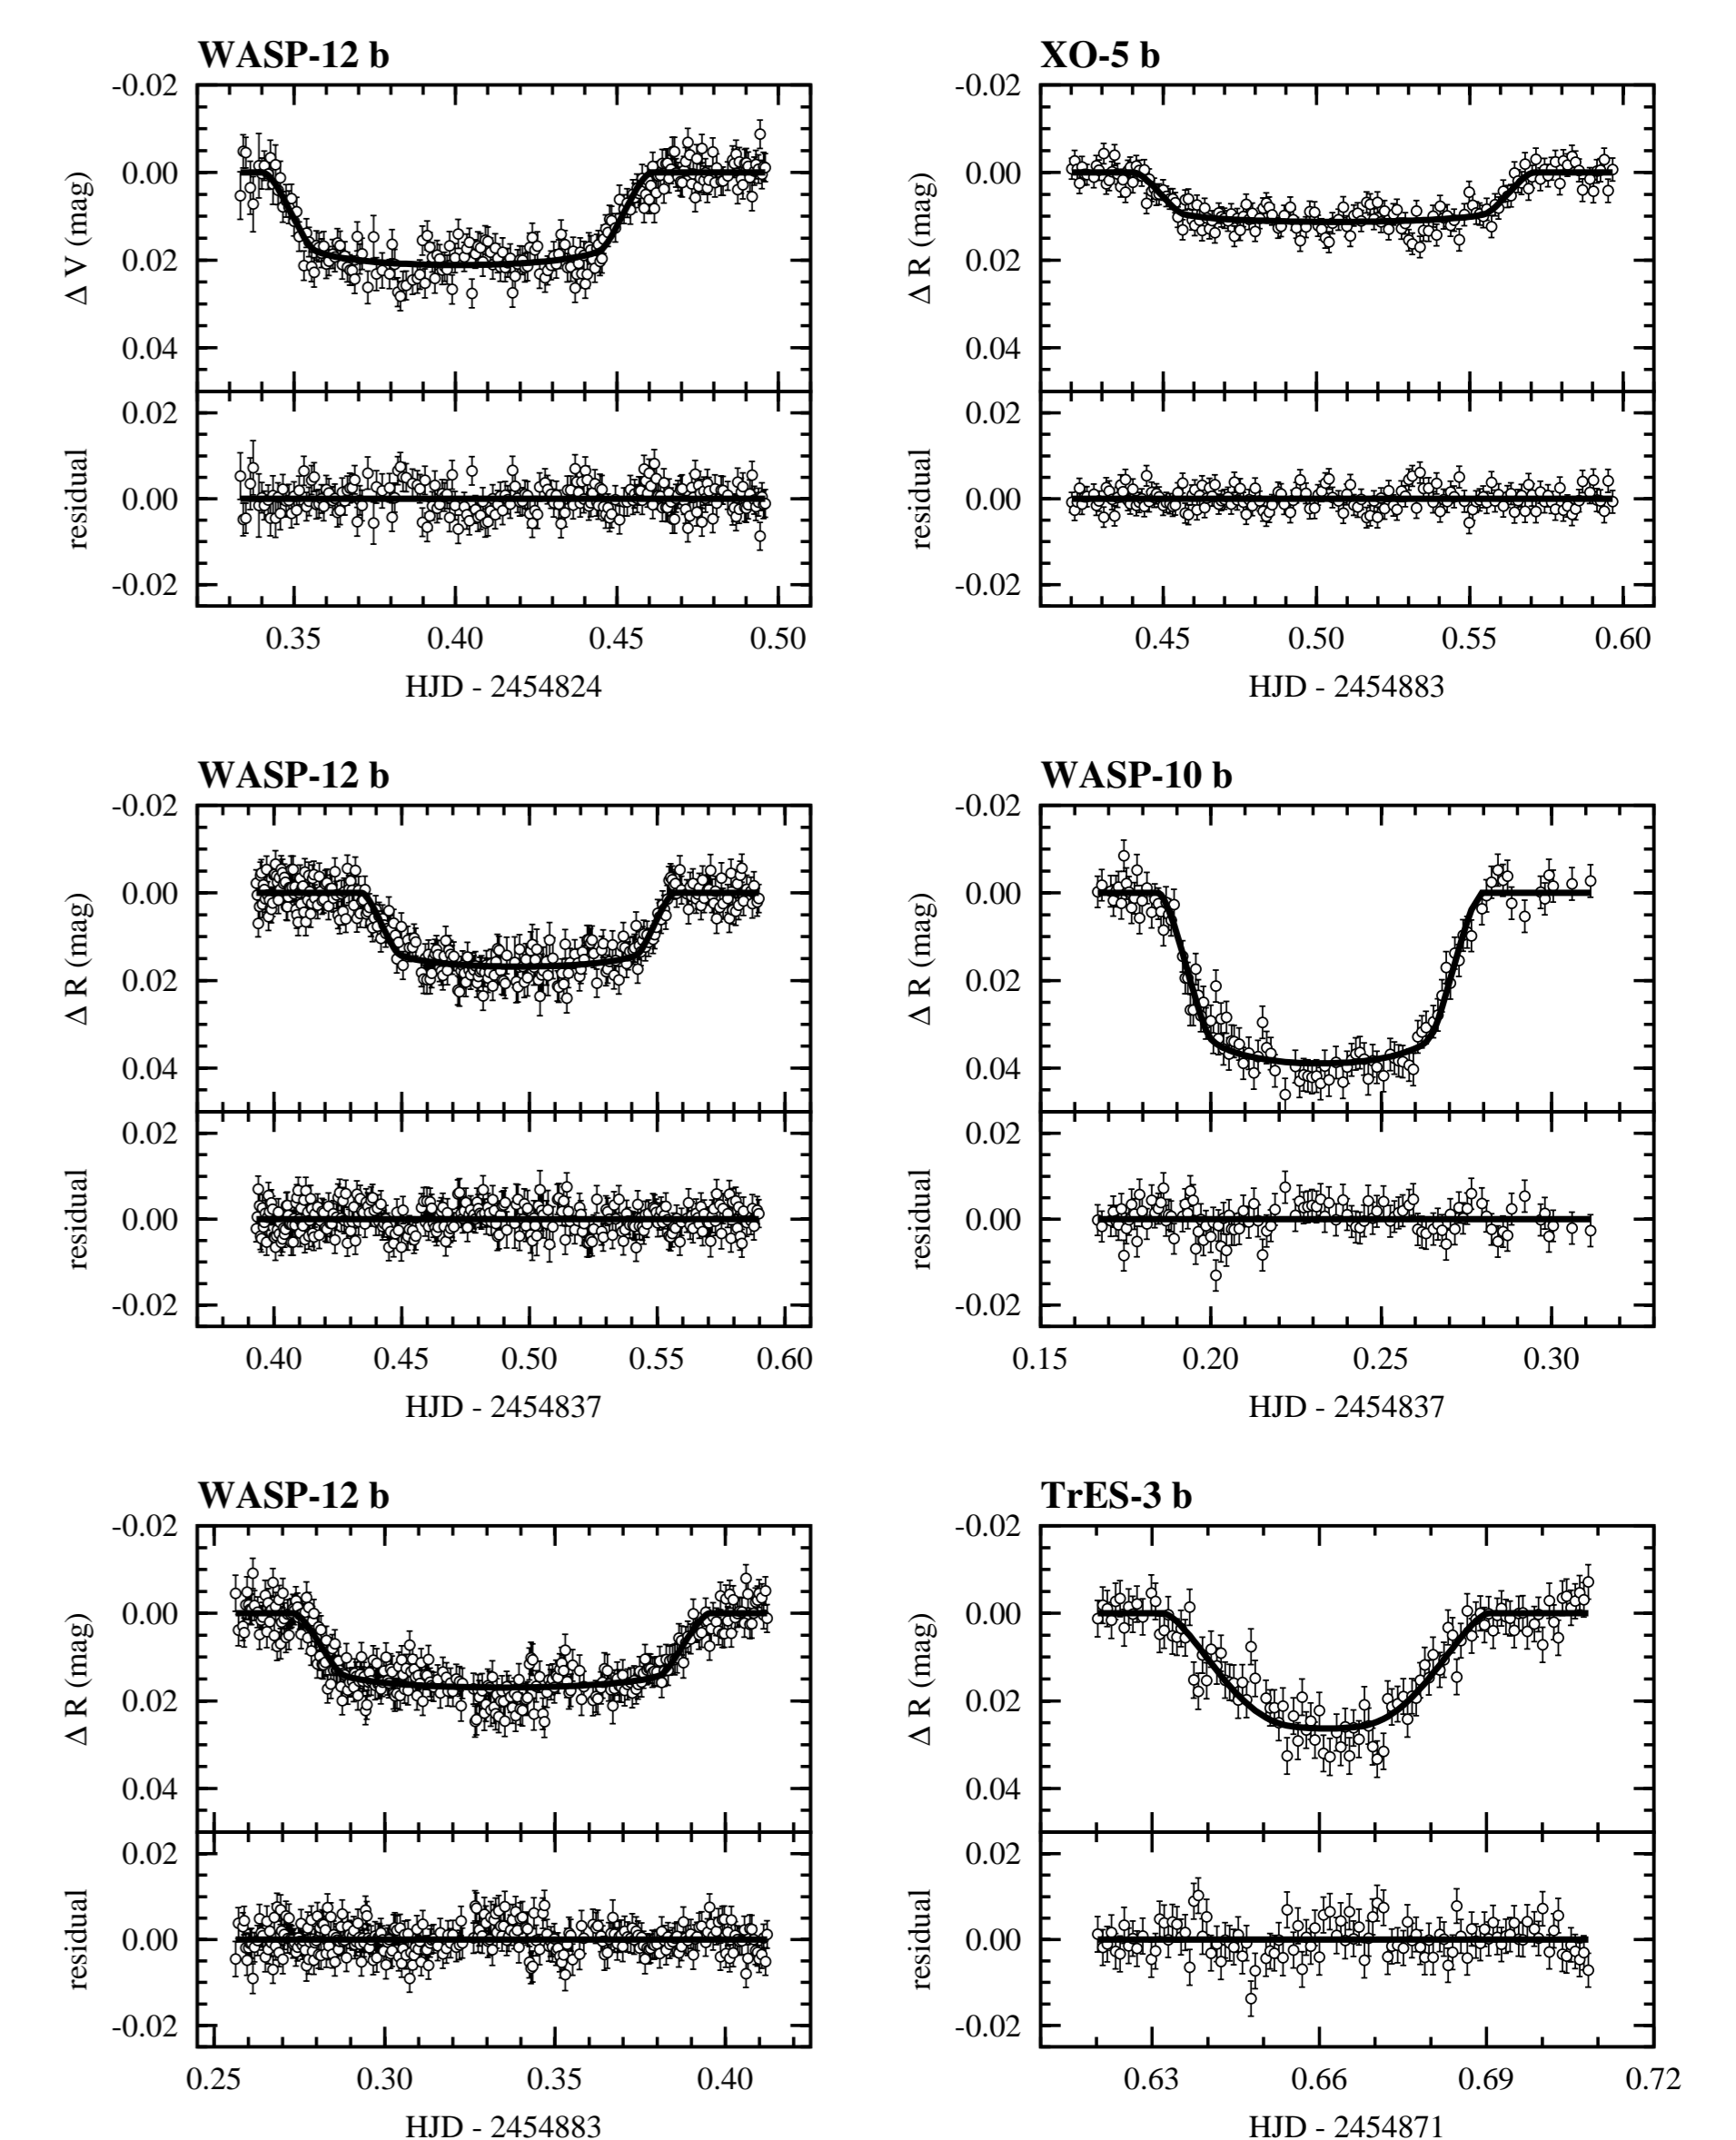 WASP-12 b
-0.02
0.00
0.02
0.04
Δ V (mag)
0.02
0.00
-0.02
residual
0.35 0.40 0.45 0.50
HJD - 2454824
XO-5 b
-0.02
0.00
0.02
0.04
Δ R (mag)
0.02
0.00
-0.02
residual
0.45 0.50 0.55 0.60
HJD - 2454883
WASP-12 b
-0.02
0.00
0.02
0.04
Δ R (mag)
0.02
0.00
-0.02
residual
0.40 0.45 0.50 0.55 0.60
HJD - 2454837
WASP-10 b
-0.02
0.00
0.02
0.04
Δ R (mag)
0.02
0.00
-0.02
residual
0.15 0.20 0.25 0.30
HJD - 2454837
WASP-12 b
-0.02
0.00
0.02
0.04
Δ R (mag)
0.02
0.00
-0.02
residual
0.25 0.30 0.35 0.40
HJD - 2454883
TrES-3 b
-0.02
0.00
0.02
0.04
Δ R (mag)
0.02
0.00
-0.02
residual
0.63 0.66 0.69 0.72
HJD - 2454871